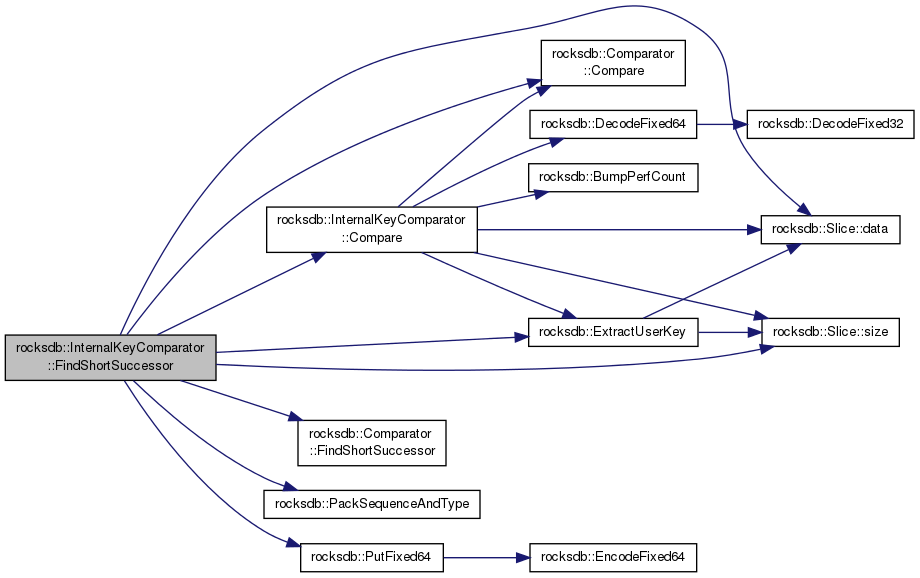 rocksdb::Comparator
::Compare
rocksdb::DecodeFixed64
rocksdb::DecodeFixed32
rocksdb::BumpPerfCount
rocksdb::InternalKeyComparator
::Compare
rocksdb::Slice::data
rocksdb::ExtractUserKey
rocksdb::Slice::size
rocksdb::InternalKeyComparator
::FindShortSuccessor
rocksdb::Comparator
::FindShortSuccessor
rocksdb::PackSequenceAndType
rocksdb::PutFixed64
rocksdb::EncodeFixed64